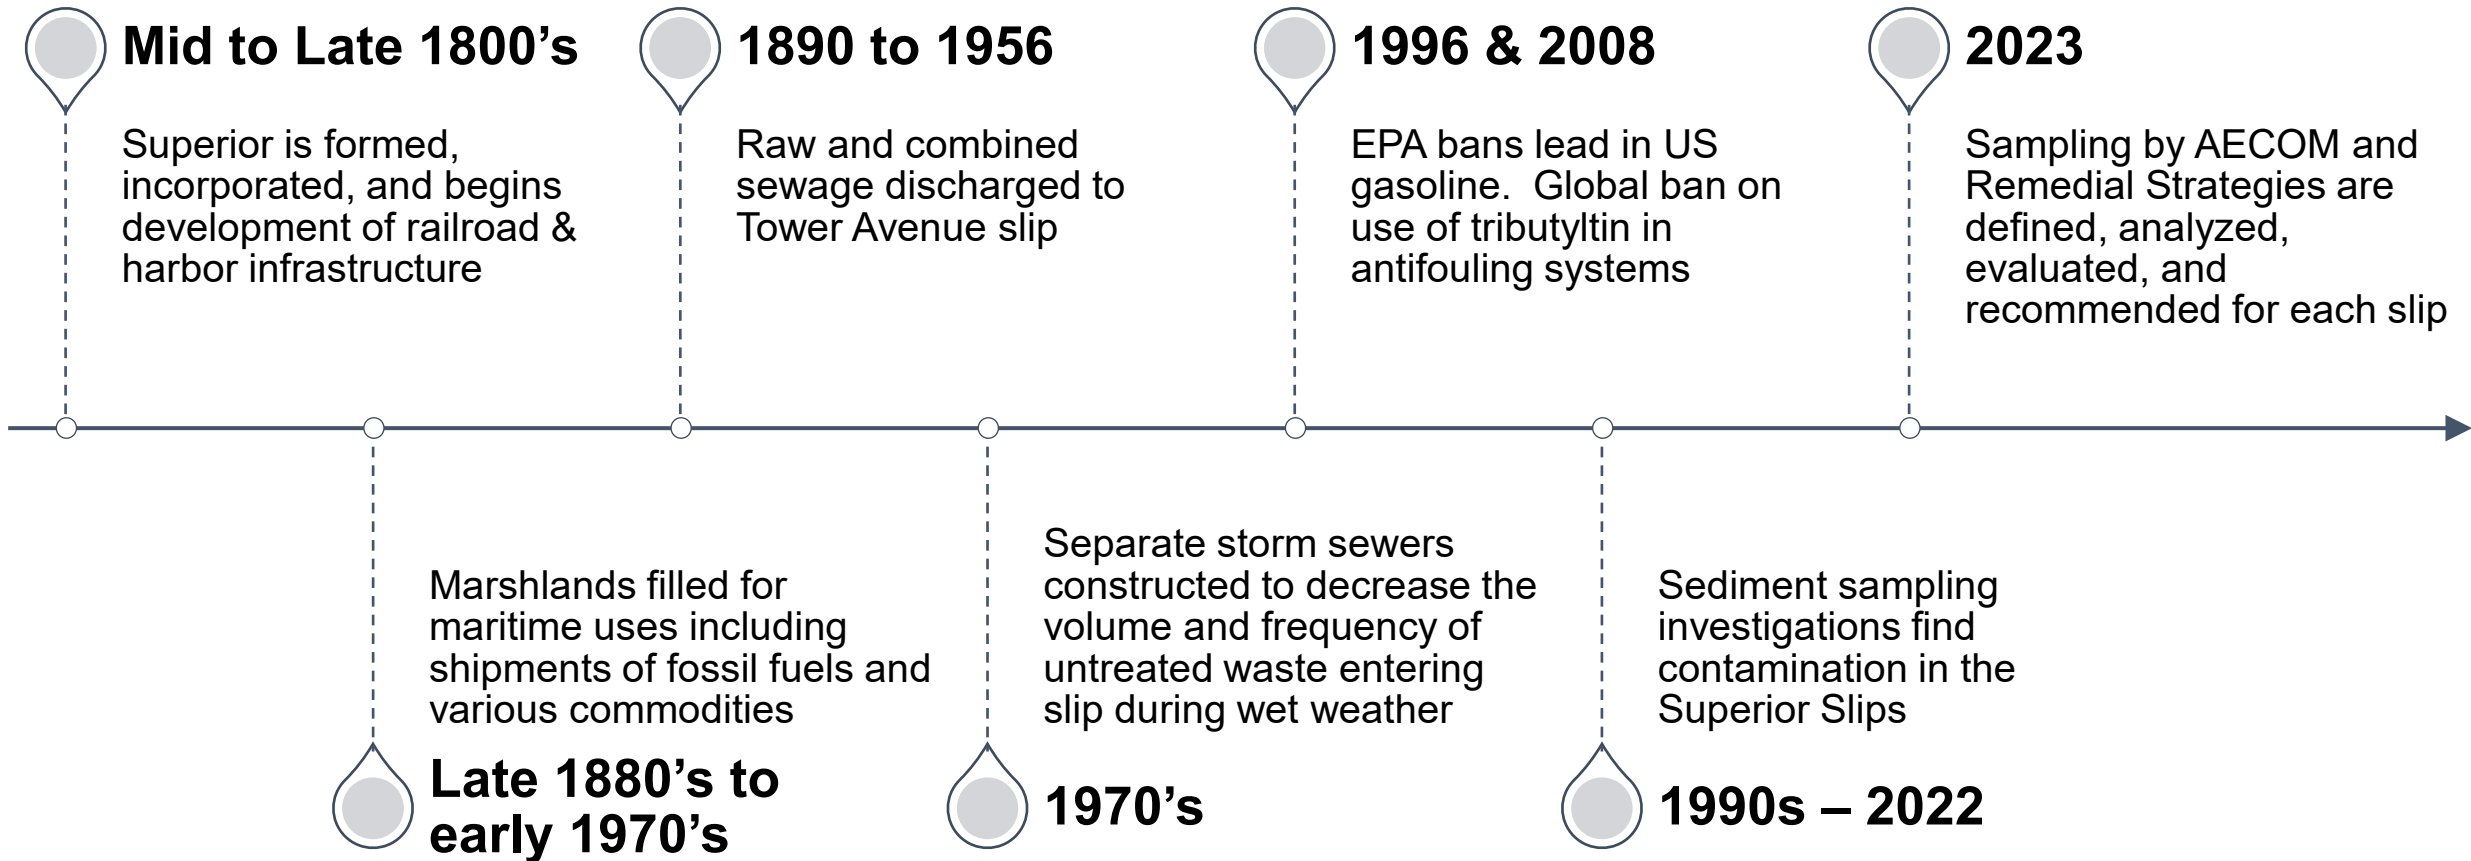 Mid to Late 1800’s
Superior is formed,
incorporated, and begins
development of railroad &
harbor infrastructure
Marshlands filled for
maritime uses including
shipments of fossil fuels and
various commodities
Late 1880’s to
early 1970’s
1890 to 1956
Raw and combined
sewage discharged to
Tower Avenue slip
Separate storm sewers
constructed to decrease the
volume and frequency of
untreated waste entering
slip during wet weather
1970’s
1996 & 2008
EPA bans lead in US
gasoline.  Global ban on
use of tributyltin in
antifouling systems
Sediment sampling
investigations find
contamination in the
Superior Slips
1990s – 2022
2023
Sampling by AECOM and
Remedial Strategies are
defined, analyzed,
evaluated, and
recommended for each slip